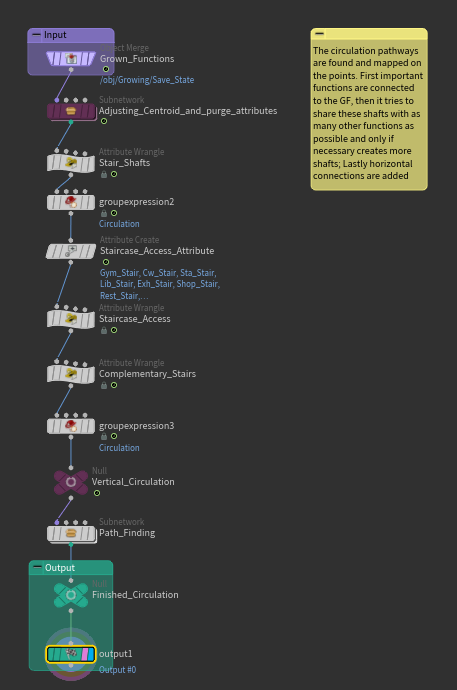 Input
Object Merge
Grown_Functions
/obj/Growing/Save_State
Subnetwork
Adjusting_Centroid_and_purge_attributes
Attribute Wrangle
Stair_Shafts
groupexpression2
Circulation
Attribute Create
Staircase_Access_Attribute
Gym_Stair, Cw_Stair, Sta_Stair,
Lib_Stair, Exh_Stair, Shop_Stair,
Rest_Stair,...
Attribute Wrangle
Staircase_Access
Attribute Wrangle
Complementary_Stairs
groupexpression3
Circulation
Null
Vertical_Circulation
Subnetwork
Path_Finding
Output
Null
Finished_Circulation
output1
Output #0
The circulation pathways
are found and mapped on
the points. First important
functions are connected
to the GF, then it tries to
share these shafts with as
many other functions as
possible and only if
necessary creates more
shafts; Lastly horizontal
connections are added